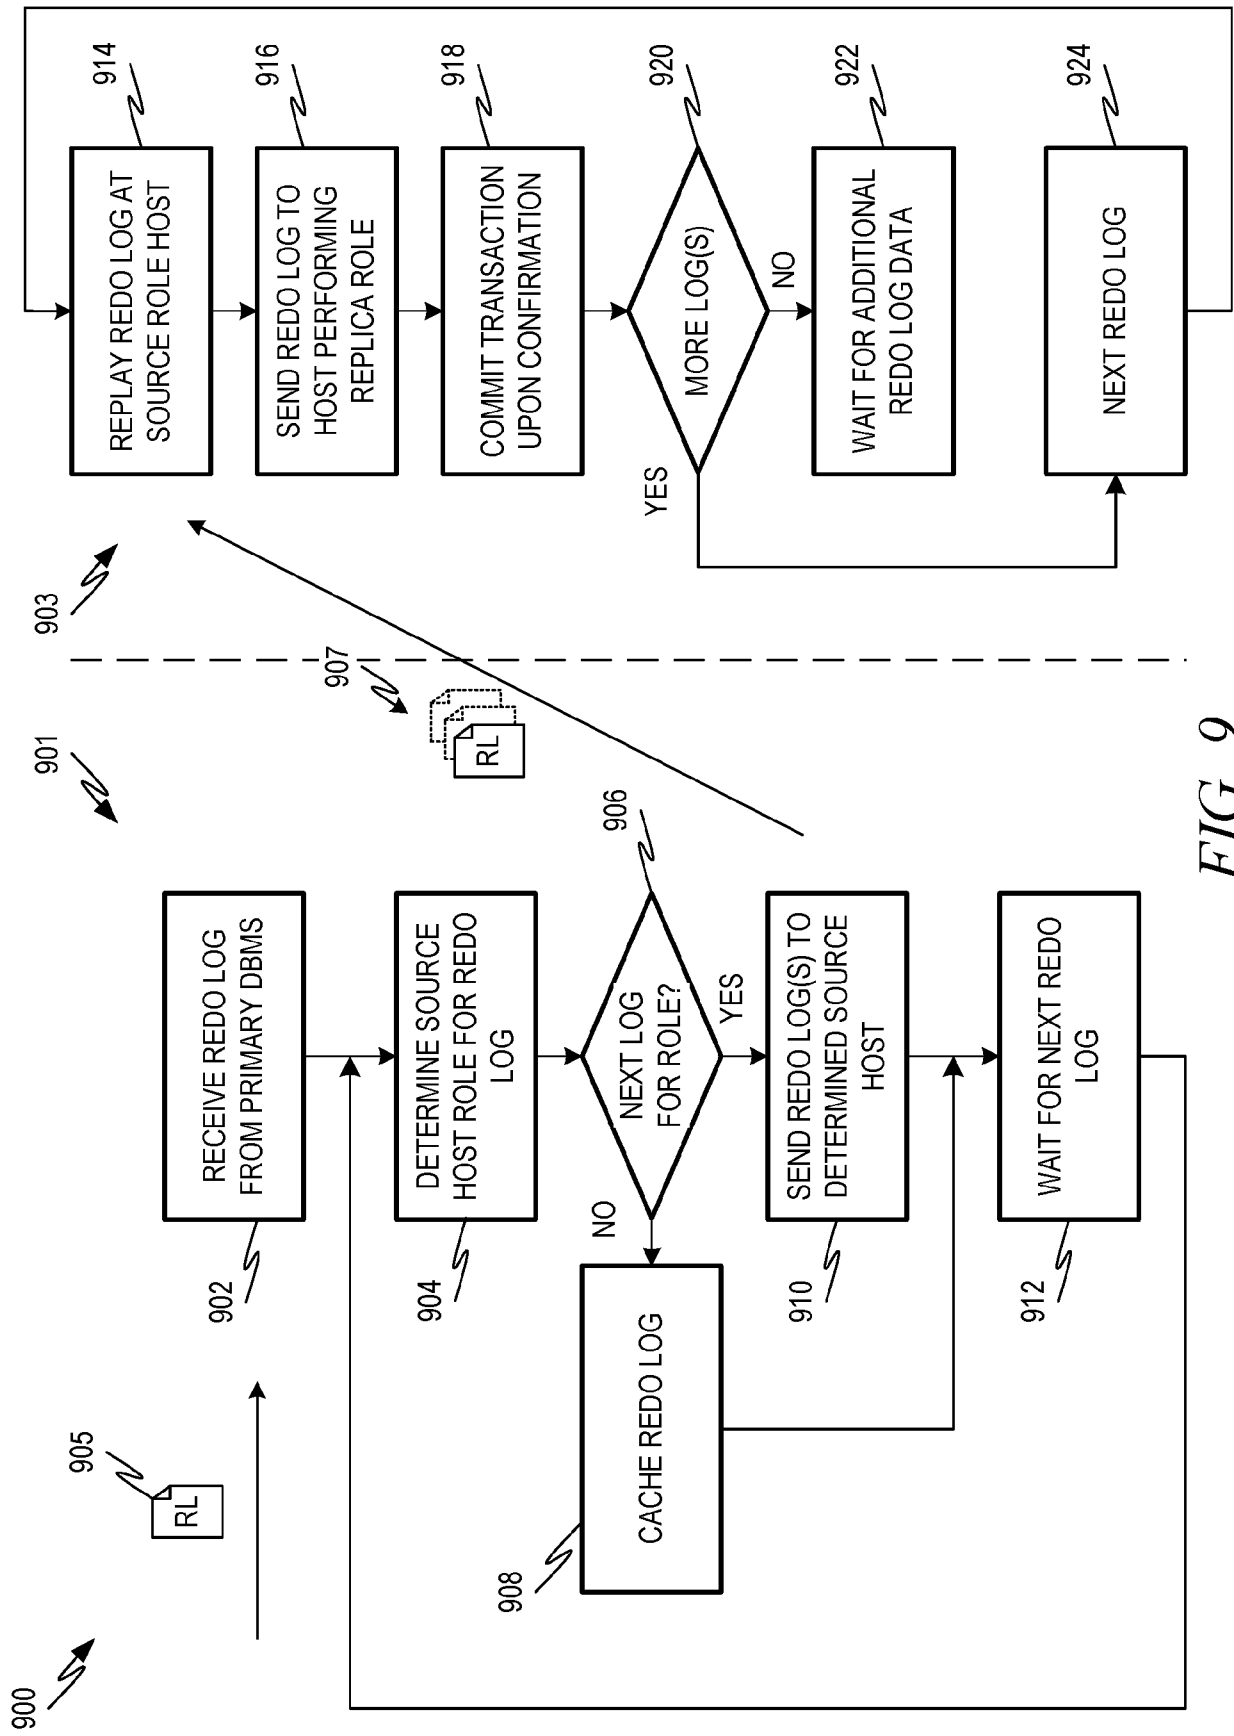 900
905
RL
901
902
RECEIVE REDO LOG
FROM PRIMARY DBMS
904
DETERMINE SOURCE
HOST ROLE FOR REDO
LOG
906
NEXT LOG
FOR ROLE?
NO
YES
908
CACHE REDO LOG
910
SEND REDO LOG(S) TO
DETERMINED SOURCE
HOST
912
WAIT FOR NEXT REDO
LOG
907
RL
903
914
REPLAY REDO LOG AT
SOURCE ROLE HOST
916
SEND REDO LOG TO
HOST PERFORMING
REPLICA ROLE
918
COMMIT TRANSACTION
UPON CONFIRMATION
920
MORE LOG(S)
YES
NO
922
WAIT FOR ADDITIONAL
REDO LOG DATA
924
NEXT REDO LOG
FIG 9